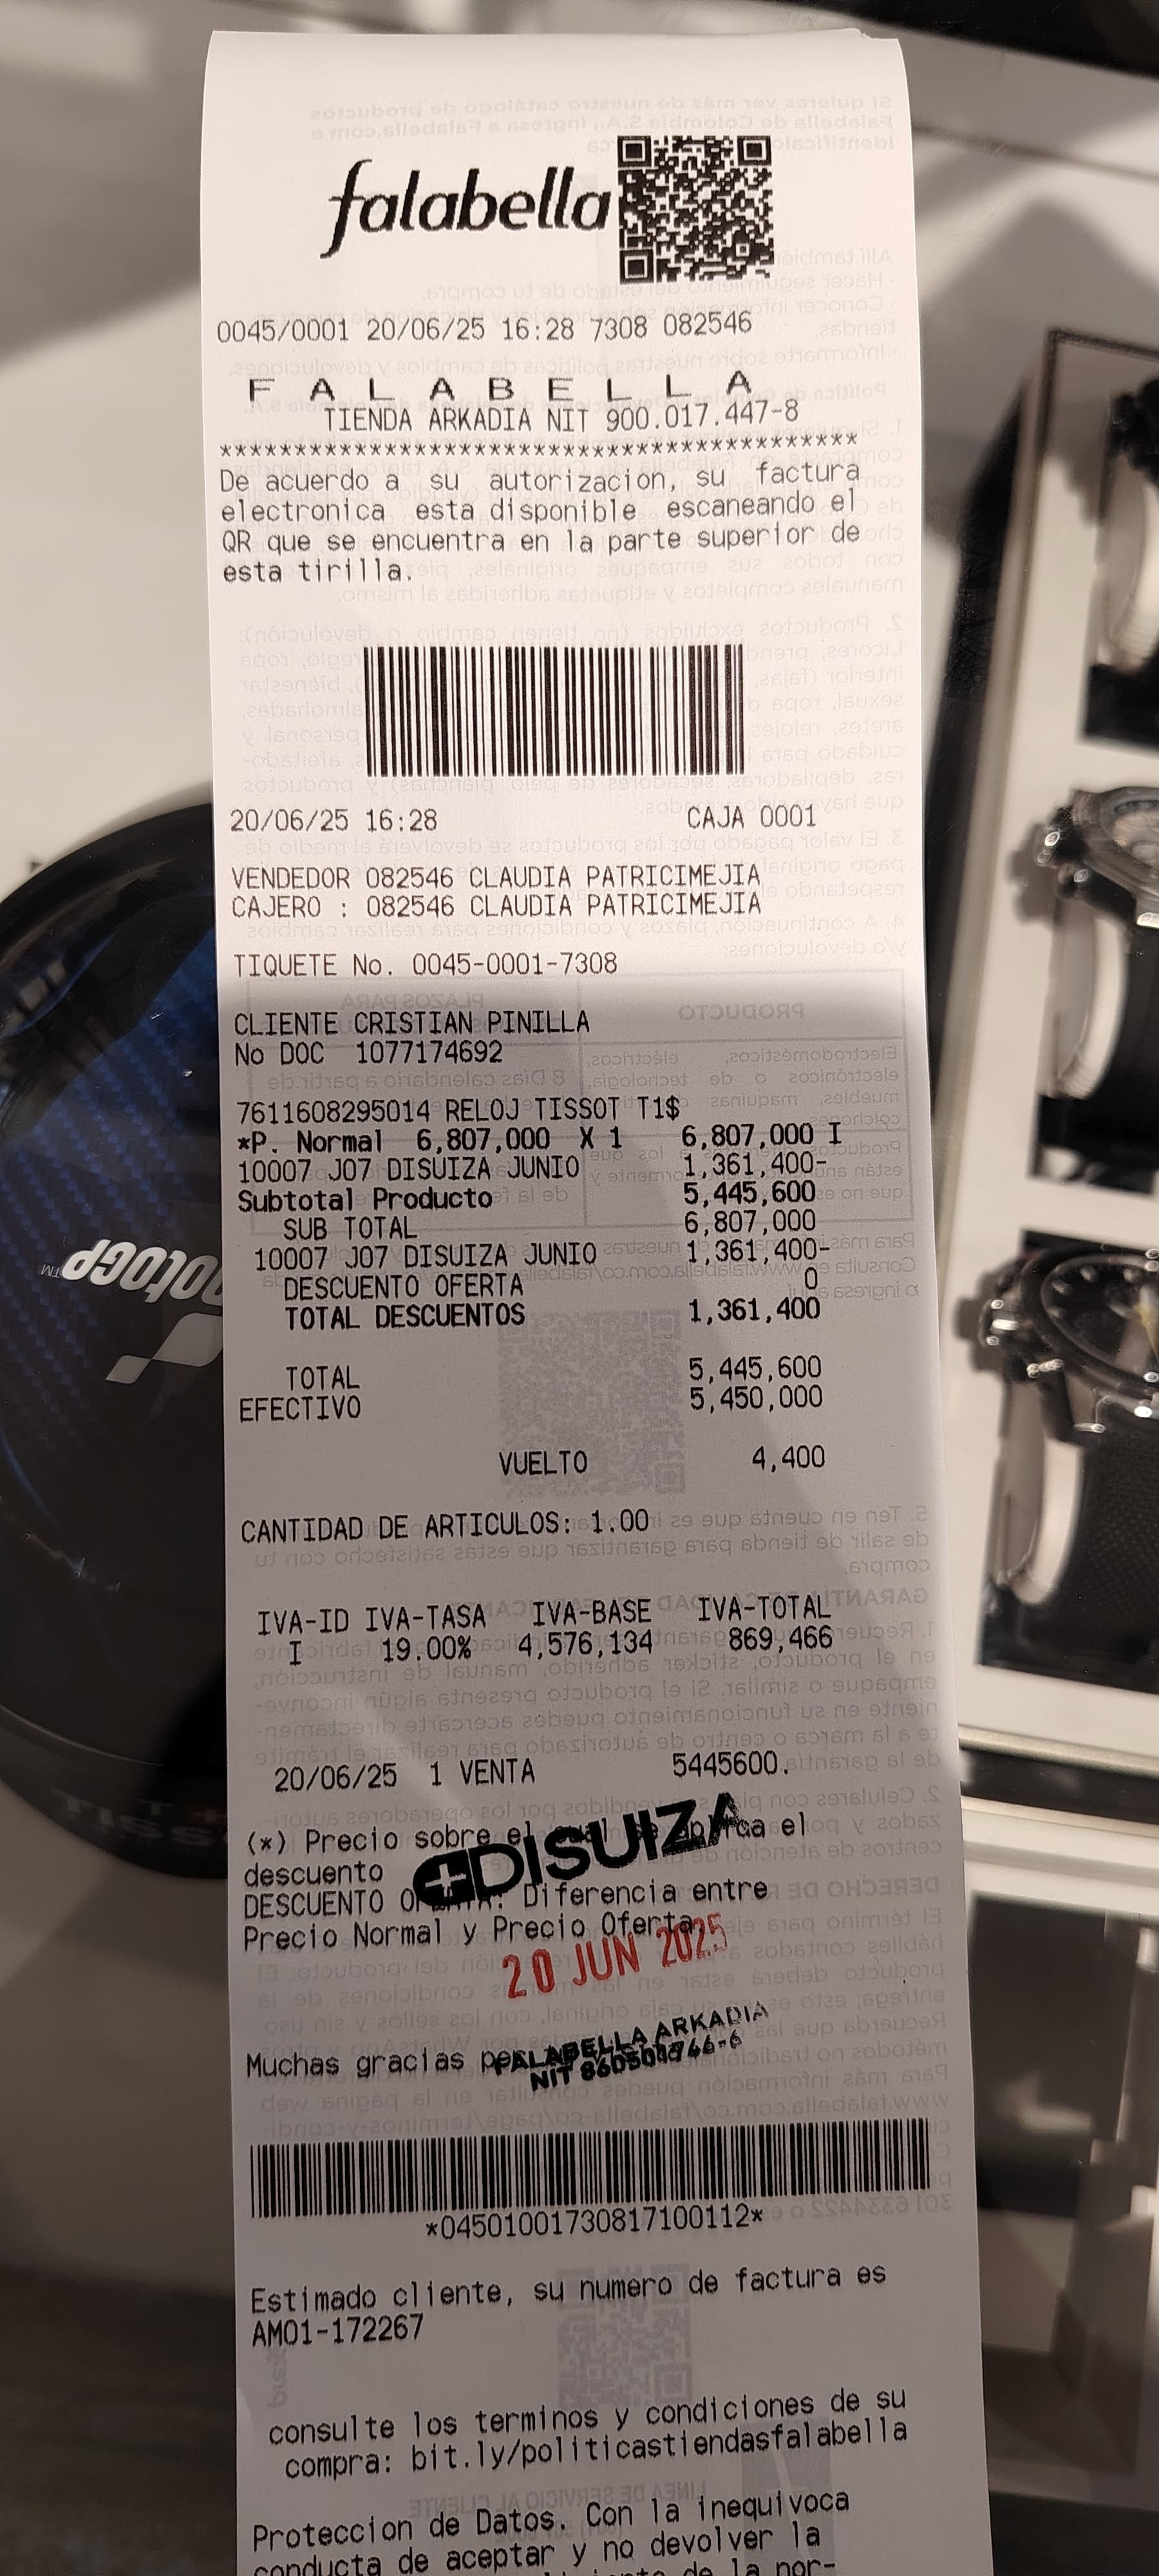 falabella
0045/0001 20/06/25 16:28 7308 082546
F A L A B E L L A
TIENDA ARKADIA NIT 900.017.447-8
*******************************************
De acuerdo a su autorizacion, su factura
electronica esta disponible escaneando el
QR que se encuentra en la parte superior de
esta tirilla.
20/06/25 16:28 CAJA 0001
VENDEDOR 082546 CLAUDIA PATRICIMEJIA
CAJERO : 082546 CLAUDIA PATRICIMEJIA
TIQUETE No. 0045-0001-7308
CLIENTE CRISTIAN PINILLA
No DOC 1077174692
7611608295014 RELOJ TISSOT T1$
*P. Normal 6,807,000 X 1 6,807,000 I
10007 J07 DISUIZA JUNIO 1,361,400-
Subtotal Producto 5,445,600
SUB TOTAL 6,807,000
10007 J07 DISUIZA JUNIO 1,361,400-
DESCUENTO OFERTA 0
TOTAL DESCUENTOS 1,361,400
TOTAL 5,445,600
EFECTIVO 5,450,000
VUELTO 4,400
CANTIDAD DE ARTICULOS: 1.00
IVA-ID IVA-TASA IVA-BASE IVA-TOTAL
I 19.00% 4,576,134 869,466
20/06/25 1 VENTA 5445600.
(*) Precio sobre el el
descuento
DISUIZA
DESCUENTO Diferencia entre
Precio Normal y Precio Oferta
20 JUN 2025
Muchas gracias
FALABELLA ARKADIA
NIT
*04501001730817100112*
Estimado cliente, su numero de factura es
AM01-172267
consulte los terminos y condiciones de su
compra: bit.ly/politicastiendasfalabella
Proteccion de Datos. Con la inequivoca
conducta de aceptar y no devolver la
de la nor-
motoGP™